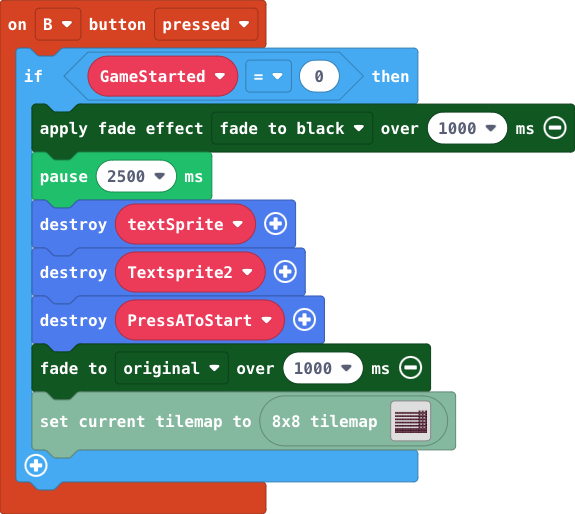 on B button pressed
if GameStarted = 0 then
apply fade effect fade to black over 1000 ms
pause 2500 ms
destroy textSprite
destroy Textsprite2
destroy PressAToStart
fade to original over 1000 ms
set current tilemap to 8x8 tilemap